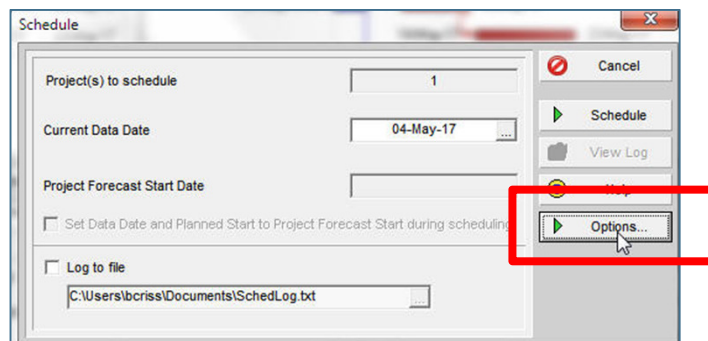 Schedule
Project(s) to schedule 1
Current Data Date 04-May-17 ...
Project Forecast Start Date
Set Data Date and Planned Start to Project Forecast Start during scheduling
Log to file
C:\Users\bcriss\Documents\SchedLog.txt ...
Cancel
Schedule
View Log
Help
Options...